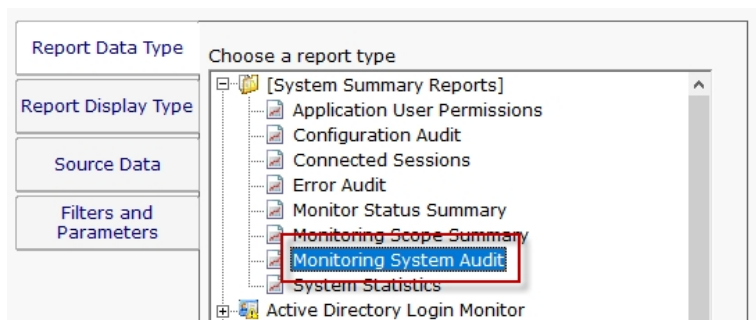 Report Data Type
Choose a report type
[System Summary Reports]
Report Display Type
Application User Permissions
Configuration Audit
Source Data
Connected Sessions
Error Audit
Filters and
Parameters
Monitor Status Summary
Monitoring Scope Summary
Monitoring System Audit
System Statistics
Active Directory Login Monitor